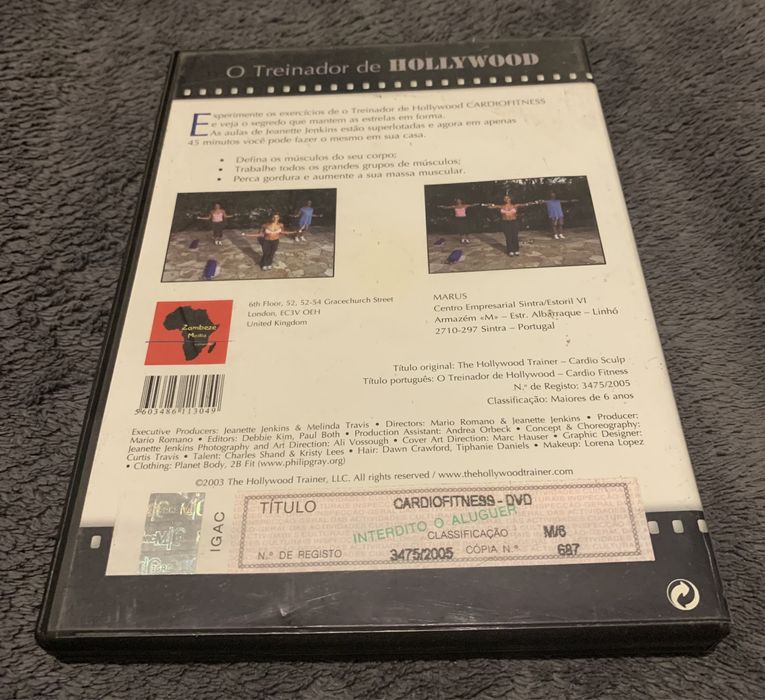 O Treinador de HOLLYWOOD
Experimente os exercícios de o Treinador de Hollywood CARDIOFITNESS
e veja o segredo que mantem as estrelas em forma.
As aulas de Jeanette Jenkins estão superlotadas e agora em apenas
45 minutos você pode fazer o mesmo em sua casa.
• Defina os músculos do seu corpo;
• Trabalhe todos os grandes grupos de músculos;
• Perca gordura e aumente a sua massa muscular.
Zambeze
Media
6th Floor, 52, 52-54 Gracechurch Street
London, EC3V OEH
United Kingdom
MARUS
Centro Empresarial Sintra/Estoril VI
Armazém «M» – Estr. Albarraque – Linhó
2710-297 Sintra – Portugal
Título original: The Hollywood Trainer – Cardio Sculp
Título português: O Treinador de Hollywood – Cardio Fitness
N.º de Registo: 3475/2005
Classificação: Maiores de 6 anos
5603486113049
Executive Producers: Jeanette Jenkins & Melinda Travis • Directors: Mario Romano & Jeanette Jenkins • Producer:
Mario Romano • Editors: Debbie Kim, Paul Both • Production Assistant: Andrea Orbeck • Concept & Choreography:
Jeanette Jenkins Photography and Art Direction: Ali Vossough • Cover Art Direction: Marc Hauser • Graphic Designer:
Curtis Travis • Talent: Charles Shand & Kristy Lees • Hair: Dawn Crawford, Tiphanie Daniels • Makeup: Lorena Lopez
• Clothing: Planet Body, 2B Fit (www.philipgray)
©2003 The Hollywood Trainer, LLC. All rights reserved / www.thehollywoodtrainer.com
IGAC
TÍTULO CARDIOFITNESS - DVD
INTERDITO O ALUGUER
CLASSIFICAÇÃO M/6
N.º DE REGISTO 3475/2005 CÓPIA N.º 687